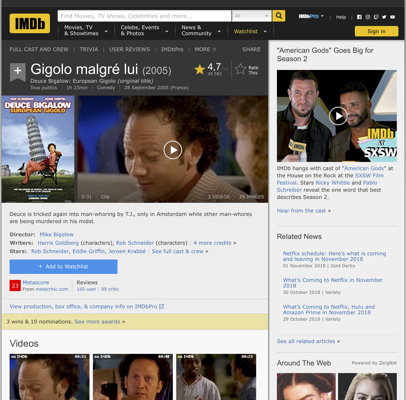 IMDb
Find Movies, TV shows, Celebrities and more...
All
IMDbPro
Help
Movies, TV & Showtimes
Celebs, Events & Photos
News & Community
Watchlist
Sign in
FULL CAST AND CREW | TRIVIA | USER REVIEWS | IMDbPro | MORE
SHARE
Gigolo malgré lui (2005)
Deuce Bigalow: European Gigolo (original title)
Tous publics | 1h 23min | Comedy | 28 September 2005 (France)
4,7
Rate This
DEUCE BIGALOW
EUROPEAN GIGOLO
0:31 | Clip
2 VIDEOS
Deuce is tricked again into man-whoring by T.J., only in Amsterdam while other man-whores
are being murdered in his midst.
Director: Mike Bigelow
Writers: Harris Goldberg (characters), Rob Schneider (characters) | 4 more credits »
Stars: Rob Schneider, Eddie Griffin, Jeroen Krabbé | See full cast & crew »
+ Add to Watchlist
23
Metascore
From metacritic.com
Reviews
165 user | 99 critic
View production, box office, & company info on IMDbPro
3 wins & 10 nominations. See more awards »
Videos
00:31
"American Gods" Goes Big for
Season 2
IMDb
at
SXSW
IMDb hangs with cast of "American Gods" at
the House on the Rock at the SXSW Film
Festival. Stars Ricky Whittle and Pablo
Schreiber reveal the one word that best
describes Season 2.
Hear from the cast »
Related News
Netflix schedule: Here's what is coming
and leaving in November 2018
01 November 2018 | Gold Derby
What's Coming to Netflix in November
2018
30 October 2018 | Variety
What's Coming to Netflix, Hulu and
Amazon Prime in November 2018
29 October 2018 | Variety
See all related articles »
Around The Web
Powered by ZergNet